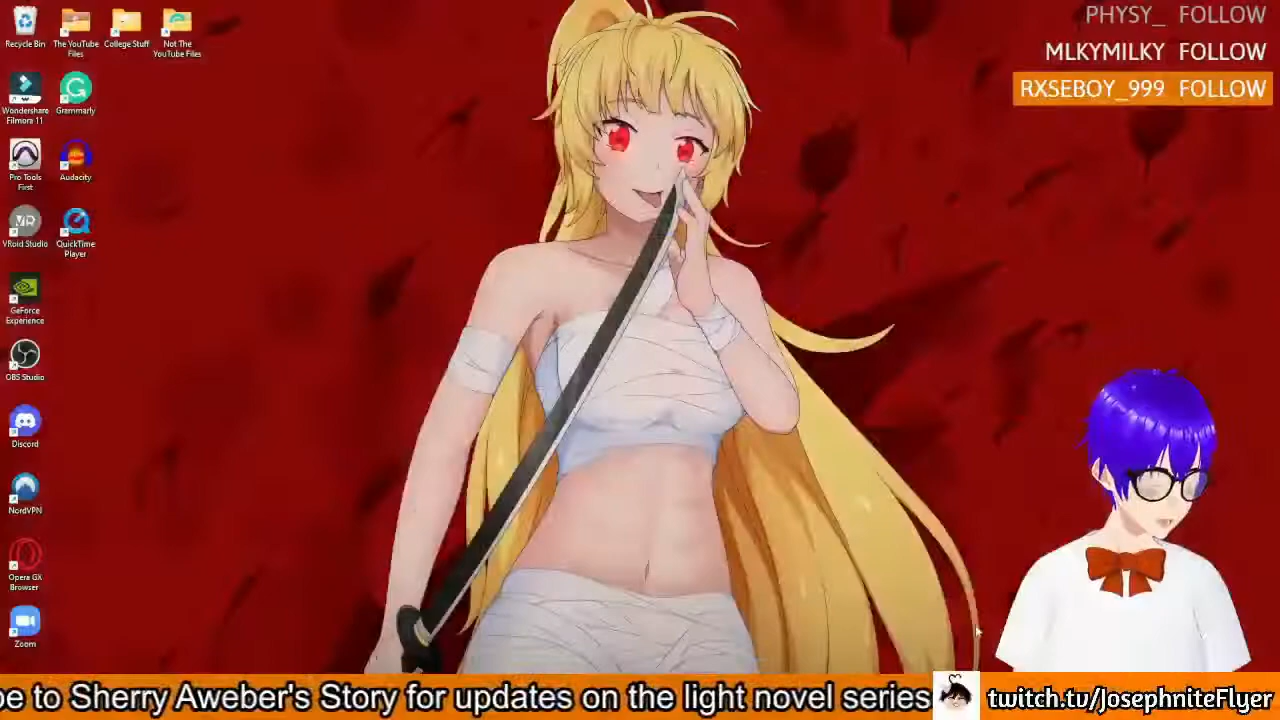 PHYSY_ FOLLOW
MLKYMILKY FOLLOW
RXSEBOY_999 FOLLOW
Recycle Bin
The YouTube
Files
College Stuff
Not The
YouTube Files
Wondershare
Filmora 11
Grammarly
Pro Tools
First
Audacity
VR
VRoid Studio
QuickTime
Player
GeForce
Experience
OBS Studio
Discord
NordVPN
Opera GX
Browser
Zoom
be to Sherry Aweber's Story for updates on the light novel series
twitch.tv/JosephniteFlyer